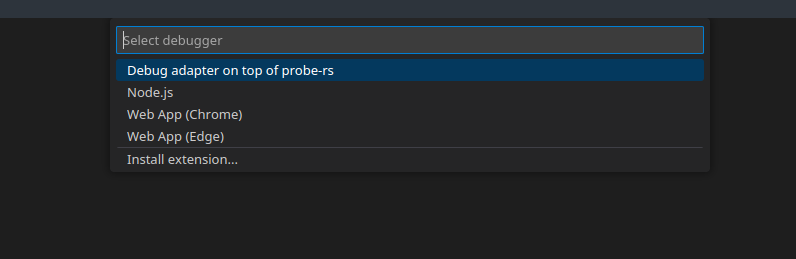 Select debugger
Debug adapter on top of probe-rs
Node.js
Web App (Chrome)
Web App (Edge)
Install extension...